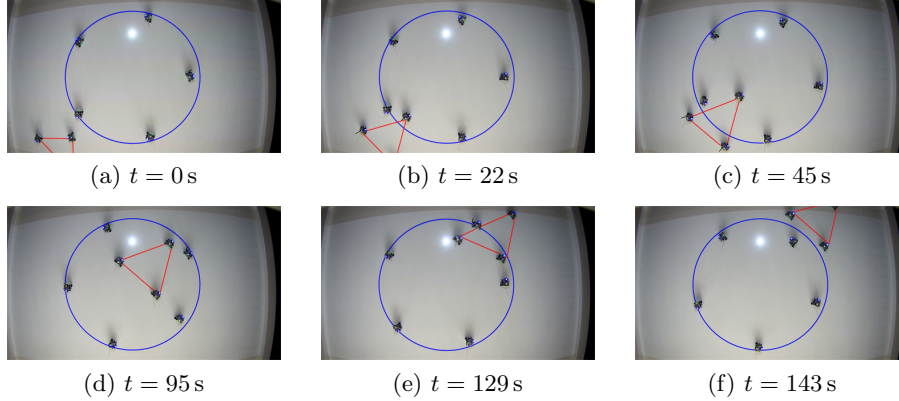 (a) t = 0 s
(b) t = 22 s
(c) t = 45 s
(d) t = 95 s
(e) t = 129 s
(f) t = 143 s